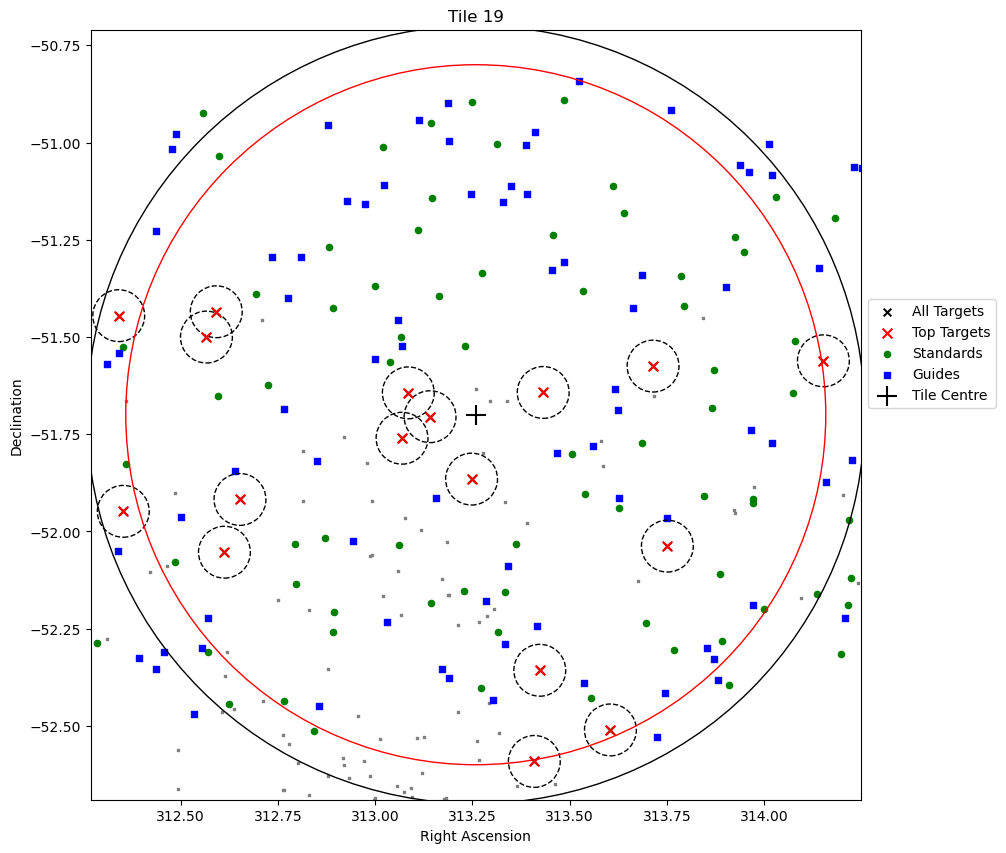 Tile 19
−50.75
−51.00
−51.25
−51.50
−51.75
−52.00
−52.25
−52.50
Declination
312.50 312.75 313.00 313.25 313.50 313.75 314.00
Right Ascension
All Targets
Top Targets
Standards
Guides
Tile Centre